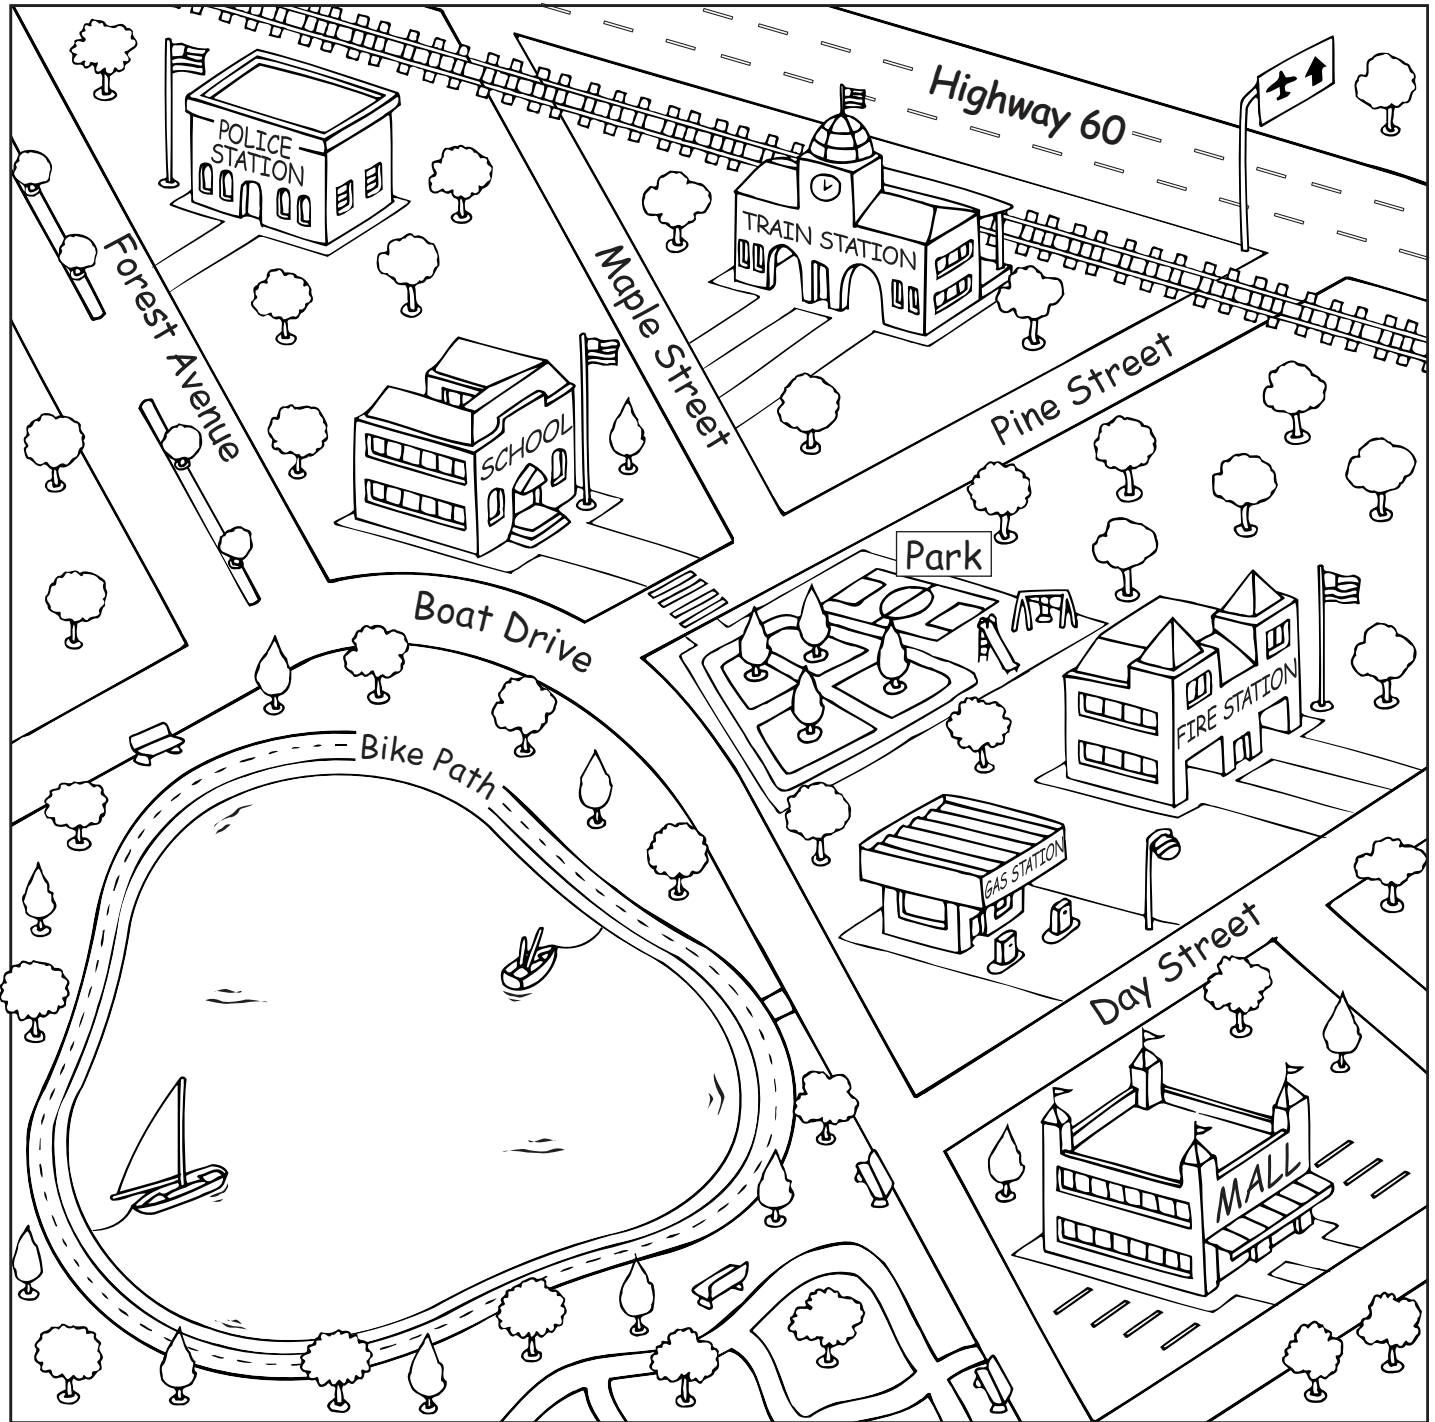 Highway 60
POLICE
STATION
TRAIN STATION
Forest Avenue
Maple Street
Pine Street
SCHOOL
Park
Boat Drive
FIRE STATION
Bike Path
GAS STATION
Day Street
MALL